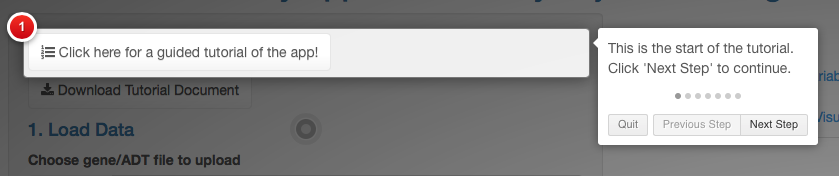 1
Click here for a guided tutorial of the app!
This is the start of the tutorial.
Click 'Next Step' to continue.
Quit
Previous Step
Next Step
Download Tutorial Document
1. Load Data
Choose gene/ADT file to upload